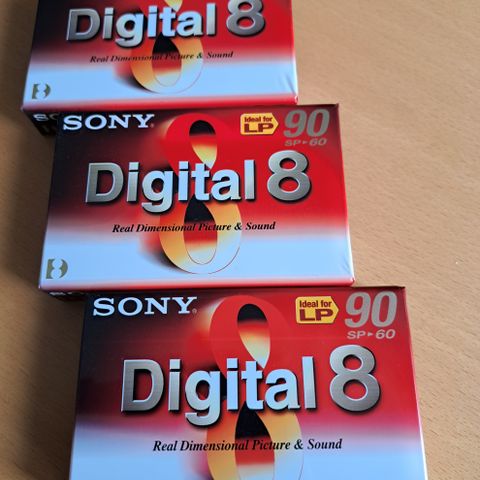 Digital 8
Real Dimensional Picture & Sound
SONY®
Ideal for
LP
90
SP▸60
Digital 8
Real Dimensional Picture & Sound
SONY®
Ideal for
LP
90
SP▸60
Digital 8
Real Dimensional Picture & Sound